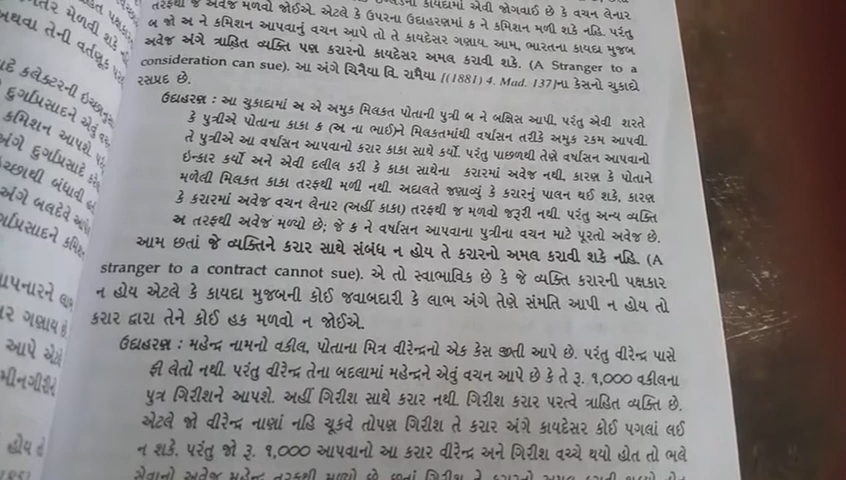 તરફથી જ અવેજ મળવો જોઈએ. એટલે કે ઉપરના ઉદાહરણમાં ક ને કમિશન મળી શકે નહિ. પરંતુ
બ જો અ ને કમિશન આપવાનું વચન આપે તો તે કાયદેસર ગણાય. આમ, ભારતના કાયદા મુજબ
અવેજ અંગે ત્રાહિત વ્યક્તિ પણ કરારનો કાયદેસર અમલ કરાવી શકે. (A Stranger to a
consideration can sue). આ અંગે ચિનૈયા વિ. રામૈયા [(1881) 4. Mad. 137]ના કેસનો ચુકાદો
રસપ્રદ છે.
ઉદાહરણ : આ ચુકાદામાં અ એ અમુક મિલકત પોતાની પુત્રી બ ને બક્ષિસ આપી, પરંતુ એવી શરતે
કે પુત્રીએ પોતાના કાકા ક (અ ના ભાઈ)ને મિલકતમાંથી વર્ષાસન તરીકે અમુક રકમ આપવી.
તે પુત્રીએ આ વર્ષાસન આપવાનો કરાર કાકા સાથે કર્યો. પરંતુ પાછળથી તેણે વર્ષાસન આપવાનો
ઇન્કાર કર્યો અને એવી દલીલ કરી કે કાકા સાથેના કરારમાં અવેજ નથી, કારણ કે પોતાને
મળેલી મિલકત કાકા તરફથી મળી નથી. અદાલતે જણાવ્યું કે કરારનું પાલન થઈ શકે, કારણ
કે કરારમાં અવેજ વચન લેનાર (અહીં કાકા) તરફથી જ મળવો જરૂરી નથી. પરંતુ અન્ય વ્યક્તિ
અ તરફથી અવેજ મળ્યો છે; જે ક ને વર્ષાસન આપવાના પુત્રીના વચન માટે પૂરતો અવેજ છે.
આમ છતાં જે વ્યક્તિને કરાર સાથે સંબંધ ન હોય તે કરારનો અમલ કરાવી શકે નહિ. (A
stranger to a contract cannot sue). એ તો સ્વાભાવિક છે કે જે વ્યક્તિ કરારની પક્ષકાર
ન હોય એટલે કે કાયદા મુજબની કોઈ જવાબદારી કે લાભ અંગે તેણે સંમતિ આપી ન હોય તો
કરાર દ્વારા તેને કોઈ હક મળવો ન જોઈએ.
ઉદાહરણ : મહેન્દ્ર નામનો વકીલ, પોતાના મિત્ર વીરેન્દ્રનો એક કેસ જીતી આપે છે. પરંતુ વીરેન્દ્ર પાસે
ફી લેતો નથી. પરંતુ વીરેન્દ્ર તેના બદલામાં મહેન્દ્રને એવું વચન આપે છે કે તે રૂ. ૧,૦૦૦ વકીલના
પુત્ર ગિરીશને આપશે. અહીં ગિરીશ સાથે કરાર નથી. ગિરીશ કરાર પરત્વે ત્રાહિત વ્યક્તિ છે.
એટલે જો વીરેન્દ્ર નાણાં નહિ ચૂકવે તોપણ ગિરીશ તે કરાર અંગે કાયદેસર કોઈ પગલાં લઈ
ન શકે. પરંતુ જો રૂ. ૧,૦૦૦ આપવાનો આ કરાર વીરેન્દ્ર અને ગિરીશ વચ્ચે થયો હોત તો ભલે